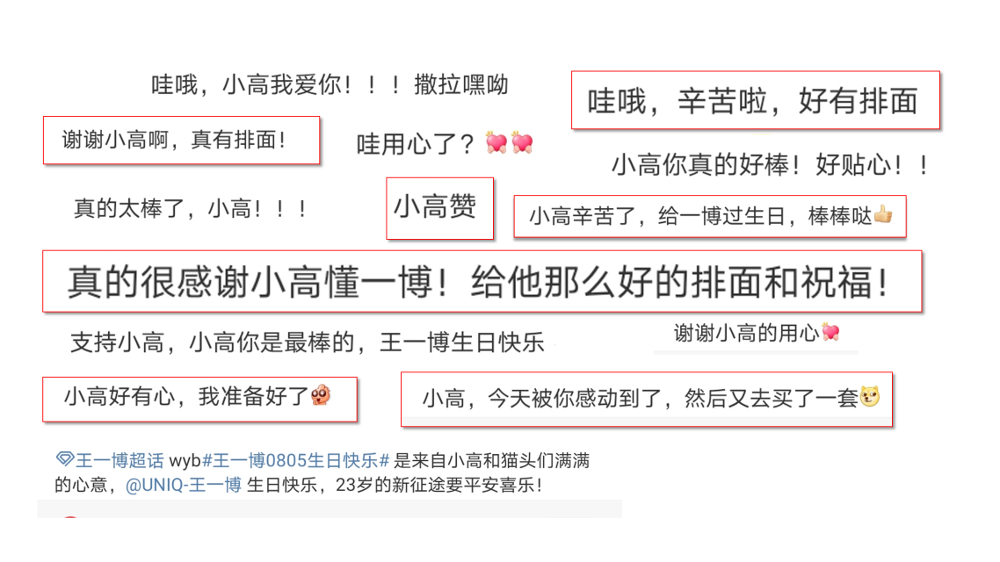 哇哦，小高我爱你！！！撒拉嘿呦
哇哦，辛苦啦，好有排面
谢谢小高啊，真有排面！
哇用心了？💘💘
小高你真的好棒！好贴心！！
真的太棒了，小高！！！
小高赞
小高辛苦了，给一博过生日，棒棒哒👍
真的很感谢小高懂一博！给他那么好的排面和祝福！
支持小高，小高你是最棒的，王一博生日快乐
谢谢小高的用心💘
小高好有心，我准备好了
小高，今天被你感动到了，然后又去买了一套
王一博超话 wyb#王一博0805生日快乐# 是来自小高和猫头们满满
的心意，@UNIQ-王一博 生日快乐，23岁的新征途要平安喜乐！